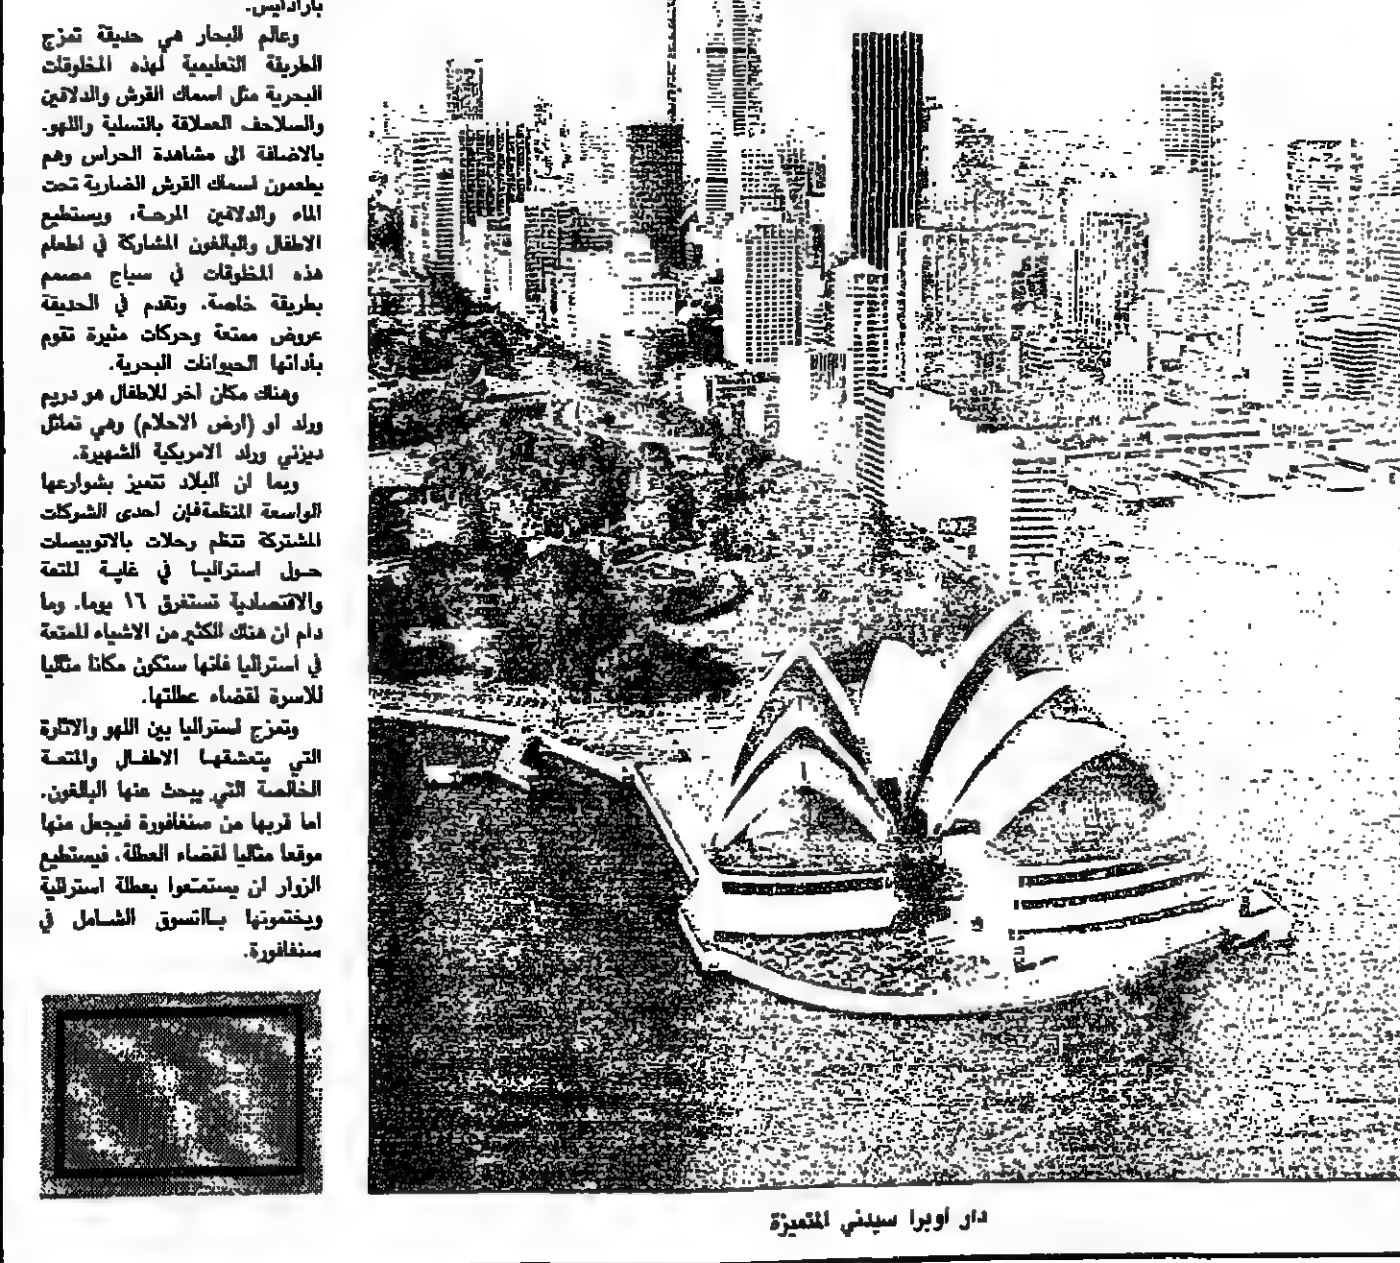 بارادايس.
وعالم البحار هي حديقة تمزج
الطريقة التعليمية لهذه المخلوقات
البحرية مثل اسماك القرش والدلافين
والسلاحف العملاقة بالتسلية واللهو.
بالاضافة الى مشاهدة الحراس وهم
يطعمون اسماك القرش الضارية تحت
الماء والدلافين المرحة، ويستطيع
الاطفال والبالغون المشاركة في اطعام
هذه المخلوقات في سياج مصمم
بطريقة خاصة. وتقدم في الحديقة
عروض ممتعة وحركات مثيرة تقوم
بأدائها الحيوانات البحرية.
وهناك مكان آخر للاطفال هو دريم
ورلد او (ارض الاحلام) وهي تماثل
ديزني ورلد الامريكية الشهيرة.
وبما ان البلاد تتميز بشوارعها
الواسعة المنظمة فإن احدى الشركات
المشتركة تنظم رحلات بالاتوبيسات
حول استراليا في غاية المتعة
والاقتصادية تستغرق ١٦ يوما. وما
دام ان هناك الكثير من الاشياء الممتعة
في استراليا فانها ستكون مكانا مثاليا
للاسرة لقضاء عطلتها.
وتمزج استراليا بين اللهو والاثارة
التي يتعشقها الاطفال والمتعة
الخالصة التي يبحث عنها البالغون.
اما قربها من سنغافورة فيجعل منها
موقعا مثاليا لقضاء العطلة، فيستطيع
الزوار ان يستمتعوا بعطلة استرالية
ويختمونها باتسوق الشامل في
سنغافورة.
دار اوبرا سيدني المتميزة